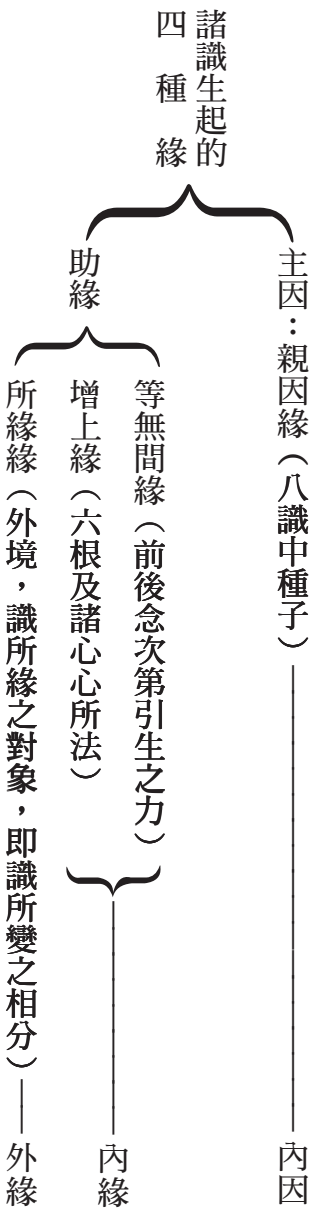 諸識生起的
四種緣
主因：親因緣（八識中種子）——內因
助緣
等無間緣（前後念次第引生之力）
增上緣（六根及諸心心所法）
內緣
所緣緣（外境，識所緣之對象，即識所變之相分）——外緣